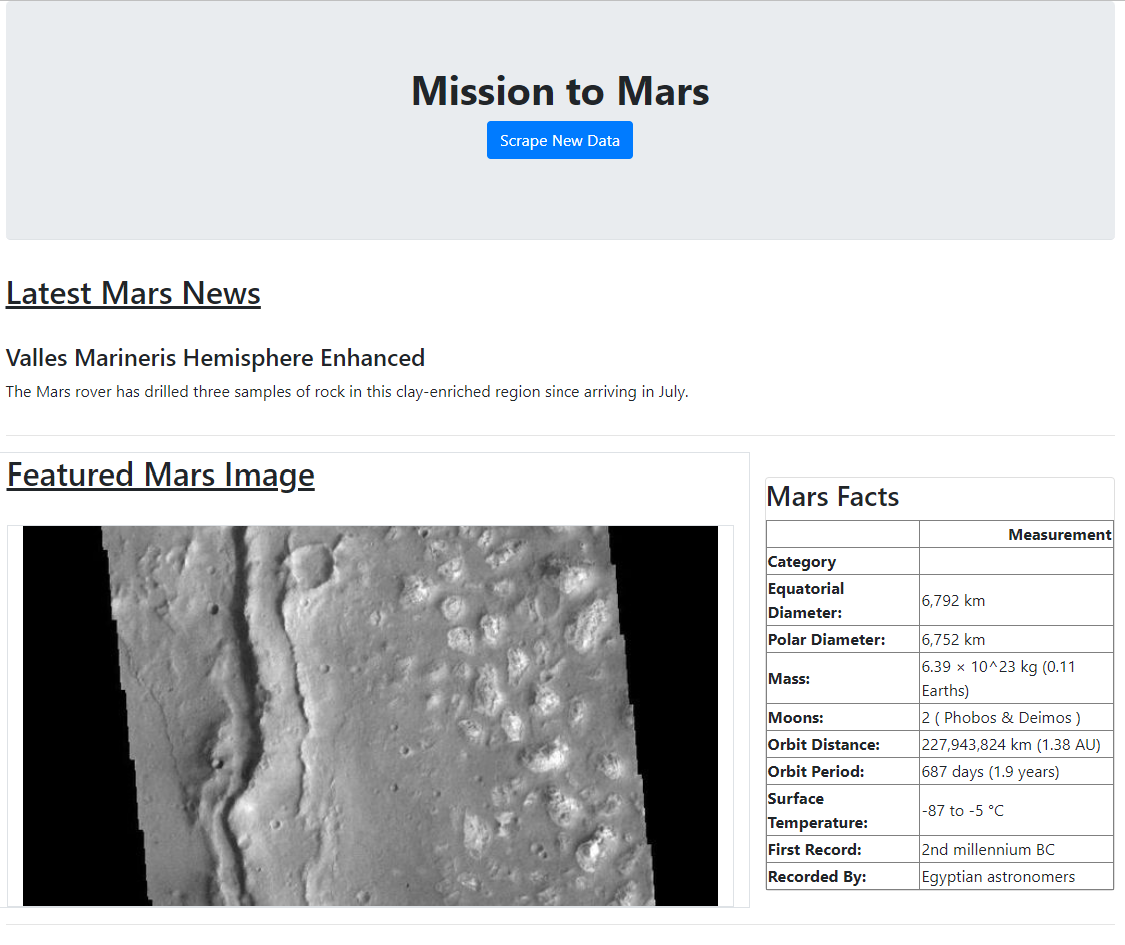 Mission to Mars
Scrape New Data
Latest Mars News
Valles Marineris Hemisphere Enhanced
The Mars rover has drilled three samples of rock in this clay-enriched region since arriving in July.
Featured Mars Image
Mars Facts
Measurement
Category
Equatorial
Diameter:
6,792 km
Polar Diameter:
6,752 km
Mass:
6.39 × 10^23 kg (0.11
Earths)
Moons:
2 ( Phobos & Deimos )
Orbit Distance:
227,943,824 km (1.38 AU)
Orbit Period:
687 days (1.9 years)
Surface
Temperature:
-87 to -5 °C
First Record:
2nd millennium BC
Recorded By:
Egyptian astronomers